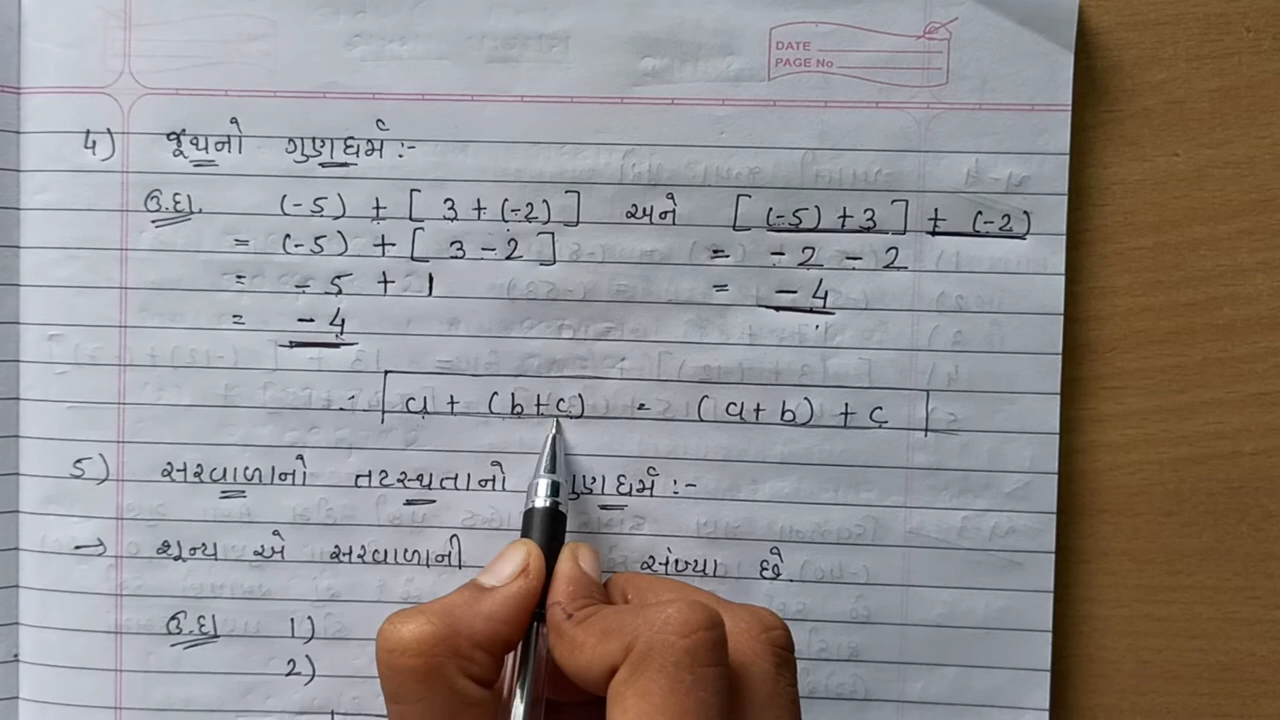 DATE
PAGE No
4) જૂથનો ગુણધર્મ :-
ઉ.દા. (-5) + [ 3 + (-2) ] અને [ (-5) + 3 ] + (-2)
= (-5) + [ 3 - 2 ] = - 2 - 2
= - 5 + 1 = - 4
= - 4
∴ a + (b+c) = (a+b) + c
5) સરવાળાનો તટસ્થતાનો ગુણધર્મ :-
→ શૂન્ય એ સરવાળાની સંખ્યા છે.
ઉ.દા 1)
2)